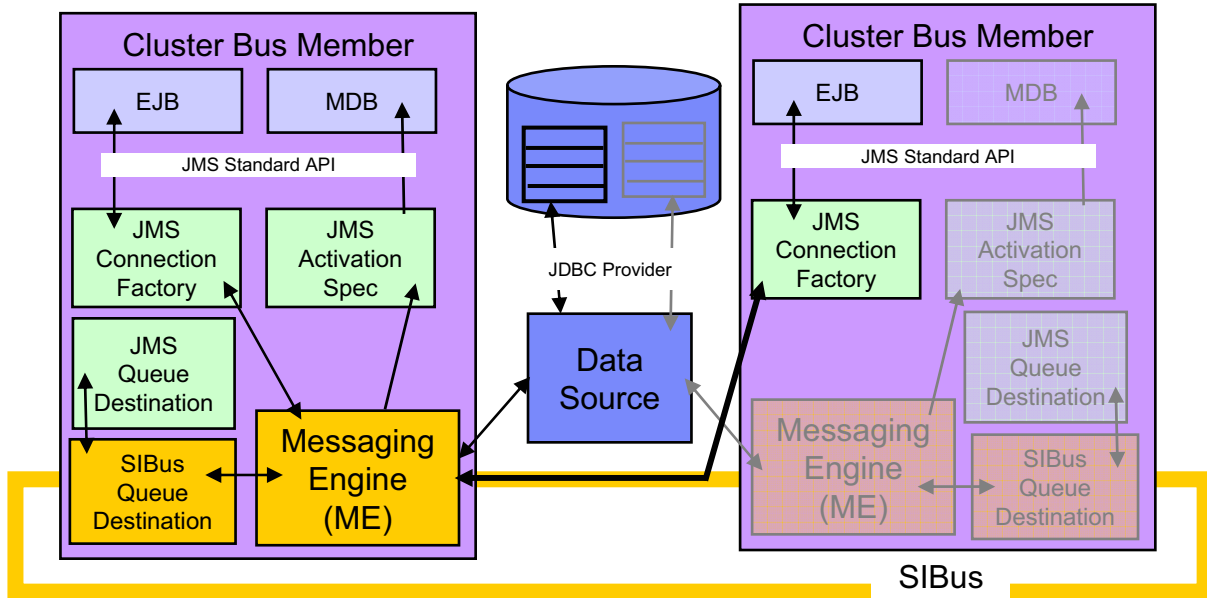 Cluster Bus Member
EJB
MDB
JMS Standard API
JMS
Connection
Factory
JMS
Activation
Spec
JMS
Queue
Destination
SIBus
Queue
Destination
Messaging
Engine
(ME)
JDBC Provider
Data
Source
Cluster Bus Member
EJB
MDB
JMS Standard API
JMS
Connection
Factory
JMS
Activation
Spec
JMS
Queue
Destination
Messaging
Engine
(ME)
SIBus
Queue
Destination
SIBus